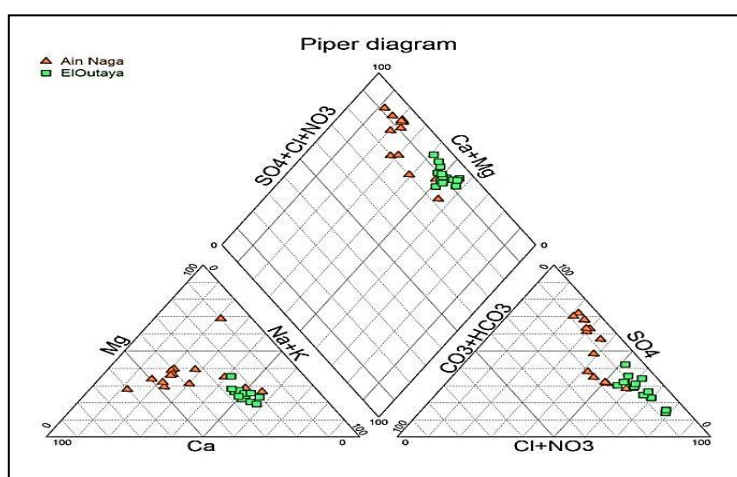 Piper diagram
Ain Naga
ElOutaya
100
SO4+Cl+NO3
Ca+Mg
0
0
100
0
100
0
Mg
Na+K
CO3+HCO3
SO4
100
0
100
0
100
0
100
0
Ca
Cl+NO3